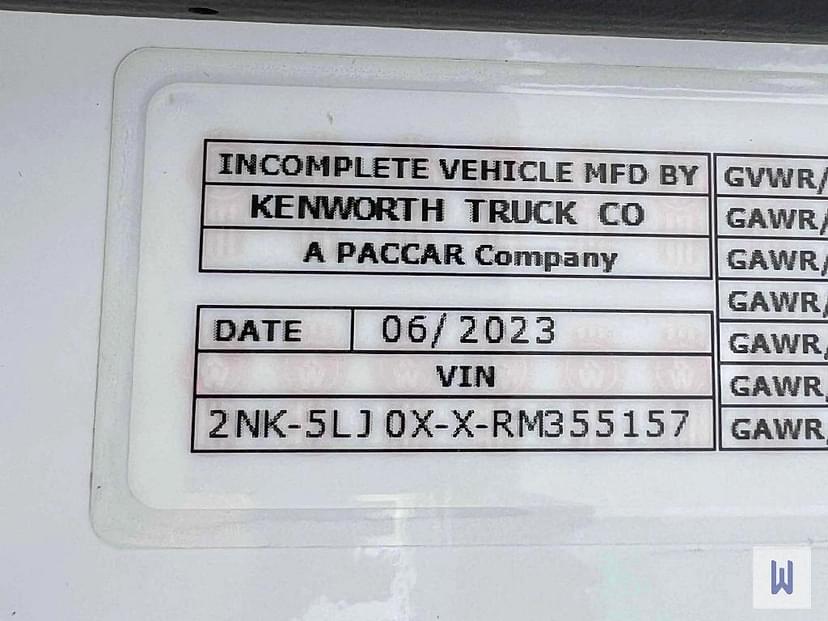 INCOMPLETE VEHICLE MFD BY
KENWORTH TRUCK CO
A PACCAR Company
DATE 06/2023
VIN
2NK-5LJ0X-X-RM355157
GVWR/
GAWR/
GAWR/
GAWR/
GAWR/
GAWR/
GAWR/
W